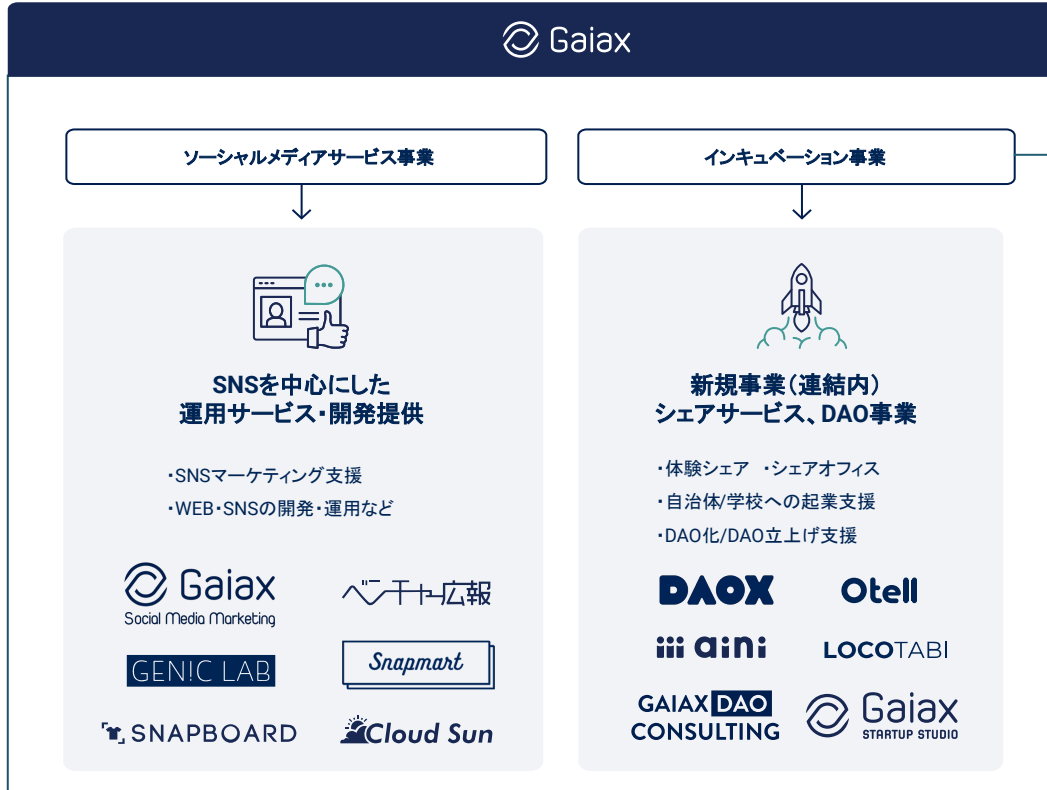 Gaiax
ソーシャルメディアサービス事業
インキュベーション事業
SNSを中心にした
運用サービス・開発提供
・SNSマーケティング支援
・WEB・SNSの開発・運用など
Gaiax
Social Media Marketing
ベンチャー広報
GEN!C LAB
Snapmart
SNAPBOARD
Cloud Sun
新規事業（連結内）
シェアサービス、DAO事業
・体験シェア ・シェアオフィス
・自治体/学校への起業支援
・DAO化/DAO立上げ支援
DAOX
Otell
aini
LOCOTABI
GAIAX DAO
CONSULTING
Gaiax
STARTUP STUDIO